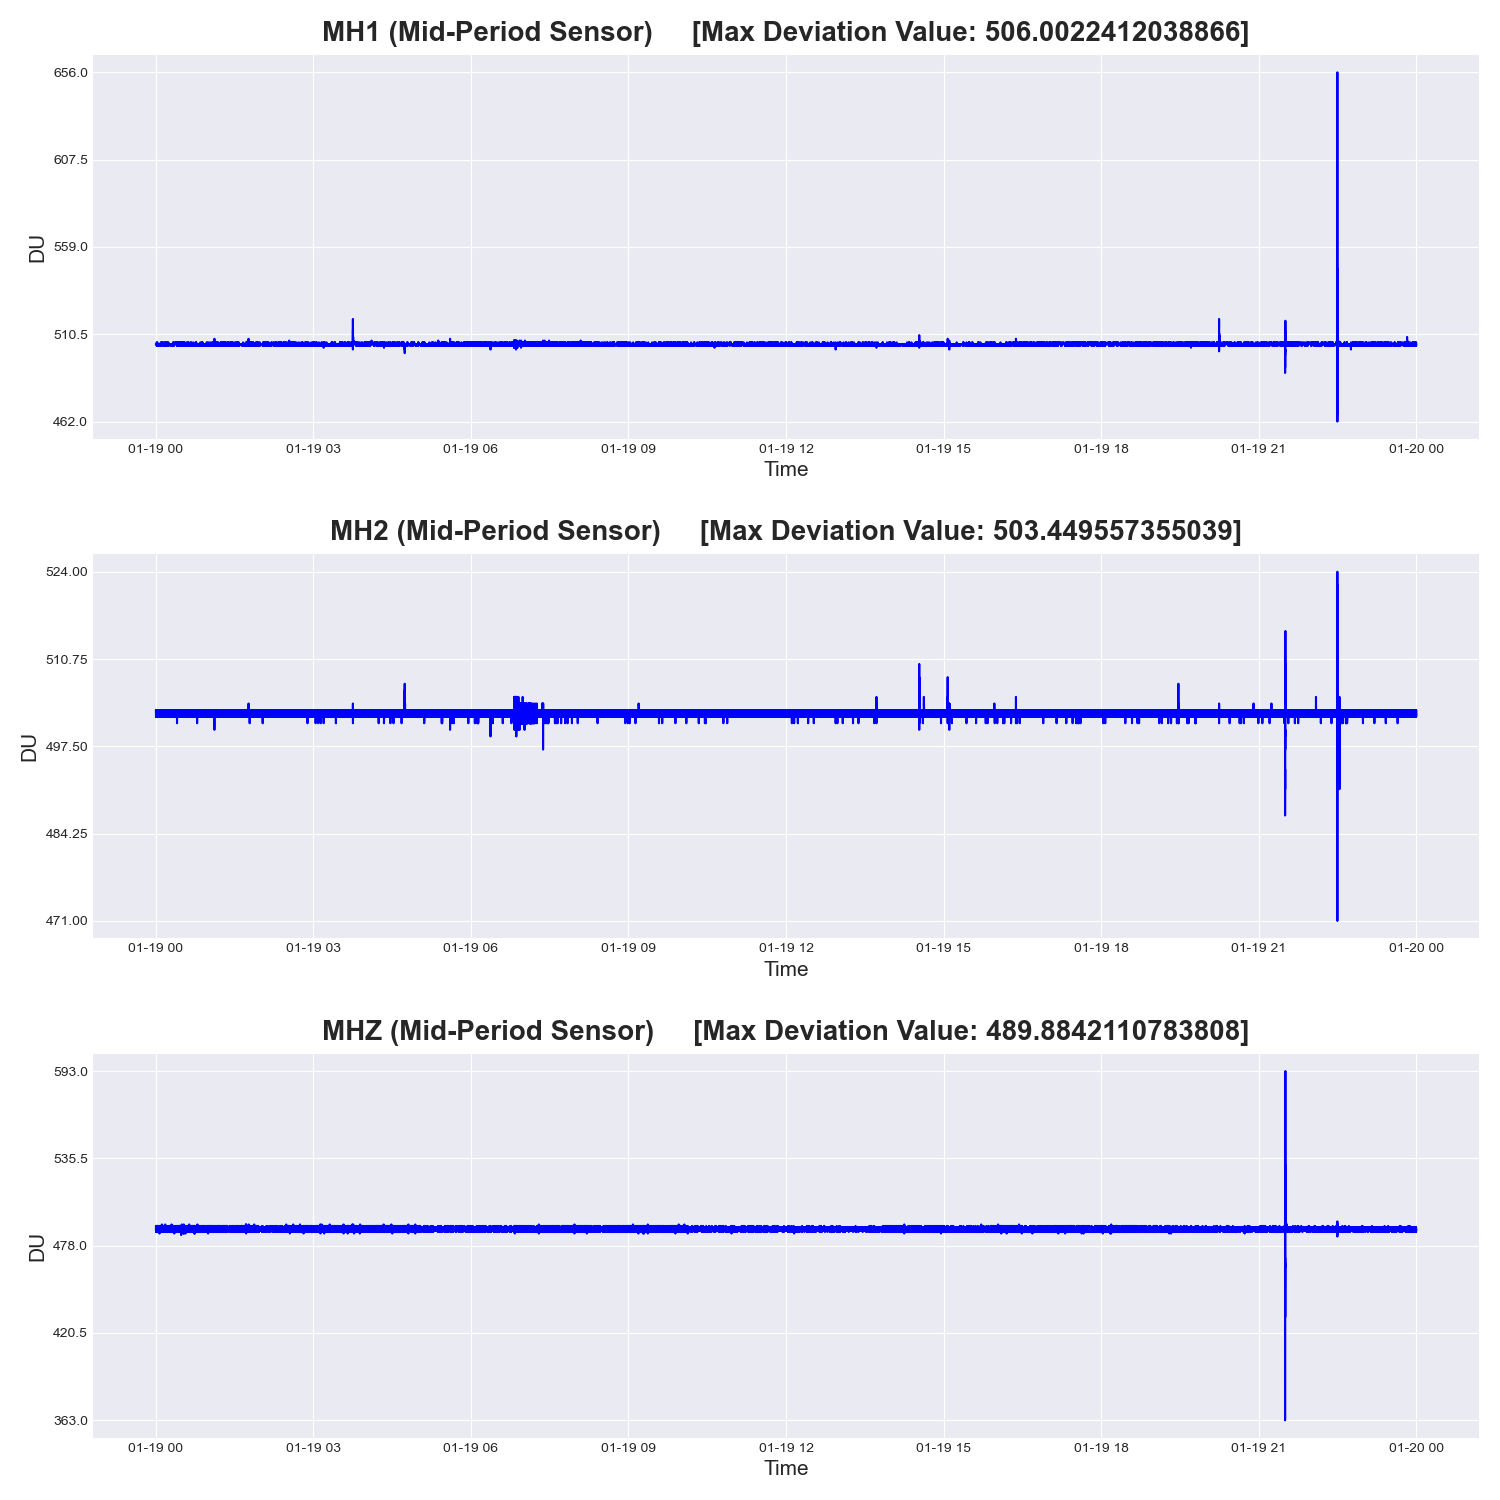 MH1 (Mid-Period Sensor) [Max Deviation Value: 506.0022412038866]
656.0
607.5
559.0
510.5
462.0
DU
01-19 00 01-19 03 01-19 06 01-19 09 01-19 12 01-19 15 01-19 18 01-19 21 01-20 00
Time
MH2 (Mid-Period Sensor) [Max Deviation Value: 503.449557355039]
524.00
510.75
497.50
484.25
471.00
DU
01-19 00 01-19 03 01-19 06 01-19 09 01-19 12 01-19 15 01-19 18 01-19 21 01-20 00
Time
MHZ (Mid-Period Sensor) [Max Deviation Value: 489.8842110783808]
593.0
535.5
478.0
420.5
363.0
DU
01-19 00 01-19 03 01-19 06 01-19 09 01-19 12 01-19 15 01-19 18 01-19 21 01-20 00
Time